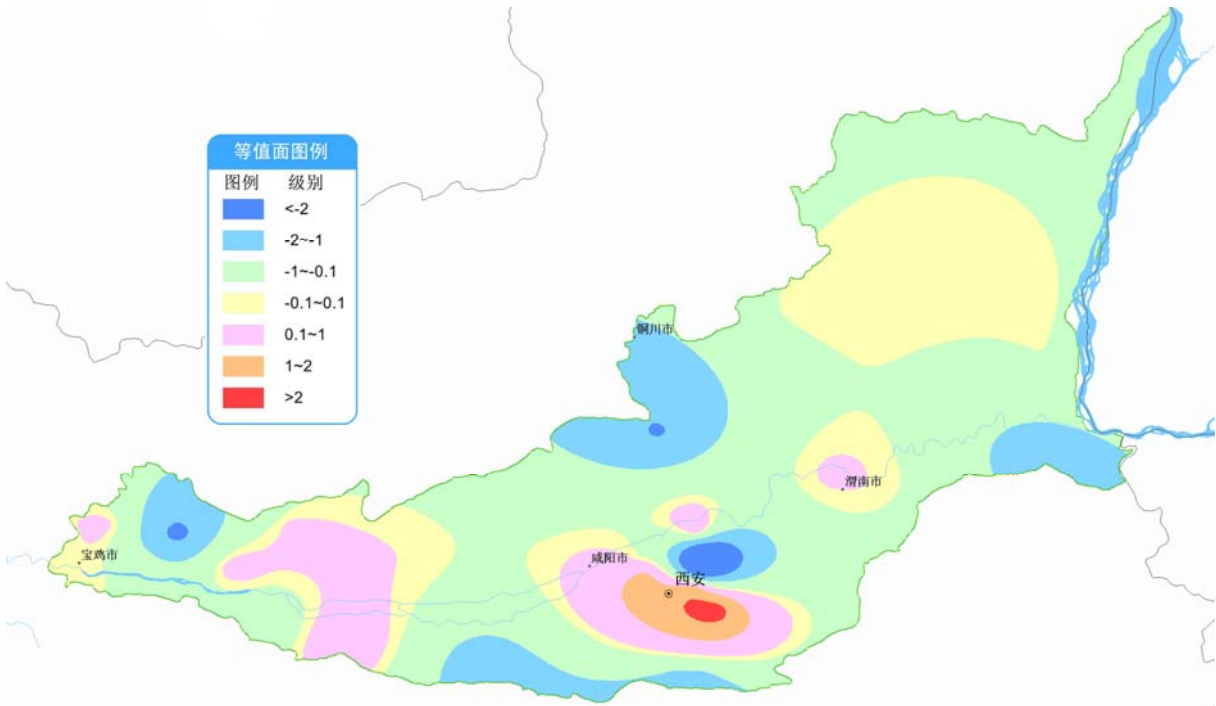 等值面图例
图例 级别
<-2
-2~-1
-1~-0.1
-0.1~0.1
0.1~1
1~2
>2
铜川市
渭南市
宝鸡市
咸阳市
西安